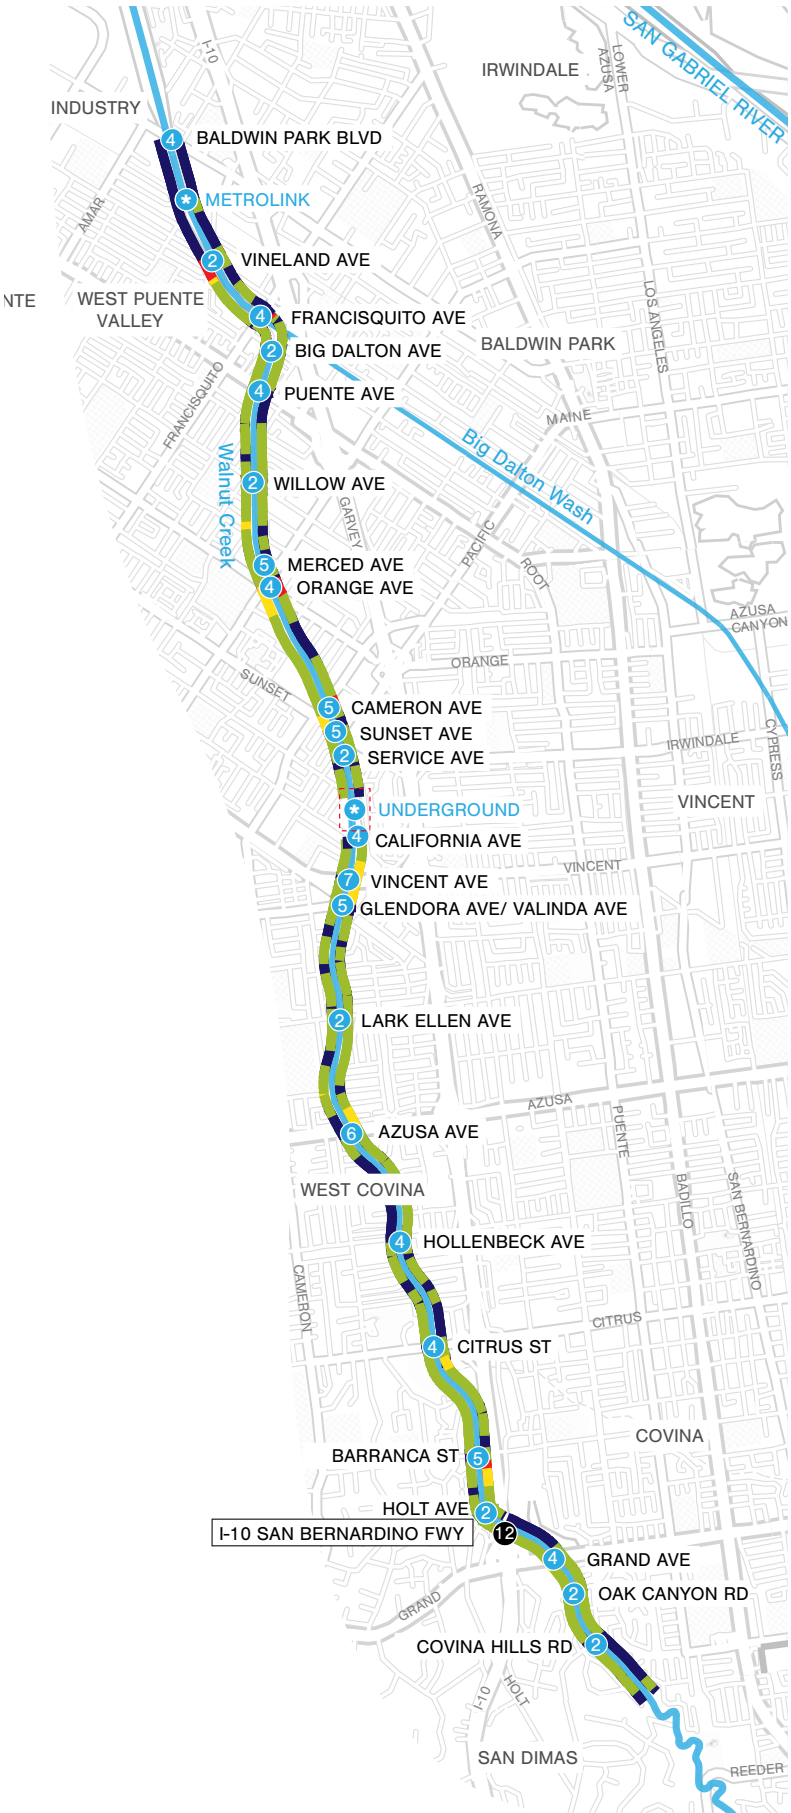 SAN GABRIEL RIVER
I-10
IRWINDALE
LOWER
AZUSA
INDUSTRY
4 BALDWIN PARK BLVD
AMAR
* METROLINK
RAMONA
2 VINELAND AVE
NTE
WEST PUENTE
VALLEY
LOS ANGELES
4 FRANCISQUITO AVE
BALDWIN PARK
2 BIG DALTON AVE
FRANCISQUITO
4 PUENTE AVE
MAINE
Big Dalton Wash
Walnut Creek
2 WILLOW AVE
GARVEY
PACIFIC
ROOT
5 MERCED AVE
4 ORANGE AVE
AZUSA
CANYON
ORANGE
SUNSET
5 CAMERON AVE
5 SUNSET AVE
2 SERVICE AVE
IRWINDALE
CYPRESS
VINCENT
* UNDERGROUND
4 CALIFORNIA AVE
VINCENT
7 VINCENT AVE
5 GLENDORA AVE/ VALINDA AVE
2 LARK ELLEN AVE
AZUSA
PUENTE
6 AZUSA AVE
WEST COVINA
BADILLO
SAN BERNARDINO
4 HOLLENBECK AVE
CAMERON
CITRUS
4 CITRUS ST
COVINA
BARRANCA ST 5
HOLT AVE 2
I-10 SAN BERNARDINO FWY 12
4 GRAND AVE
2 OAK CANYON RD
GRAND
COVINA HILLS RD 2
I-10
HOLT
SAN DIMAS
REEDER